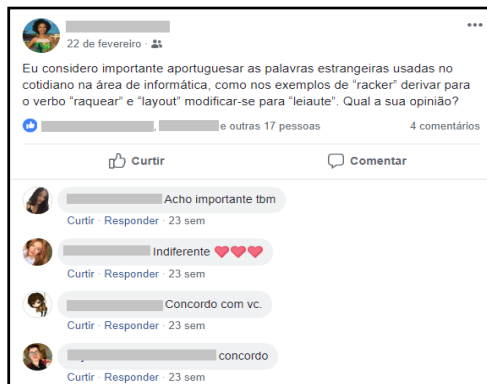 22 de fevereiro ·
Eu considero importante aportuguesar as palavras estrangeiras usadas no
cotidiano na área de informática, como nos exemplos de "racker" derivar para
o verbo "raquear" e "layout" modificar-se para "leiaute". Qual a sua opinião?
, e outras 17 pessoas 4 comentários
Curtir Comentar
Acho importante tbm
Curtir · Responder · 23 sem
Indiferente ❤❤❤
Curtir · Responder · 23 sem
Concordo com vc.
Curtir · Responder · 23 sem
concordo
Curtir · Responder · 23 sem